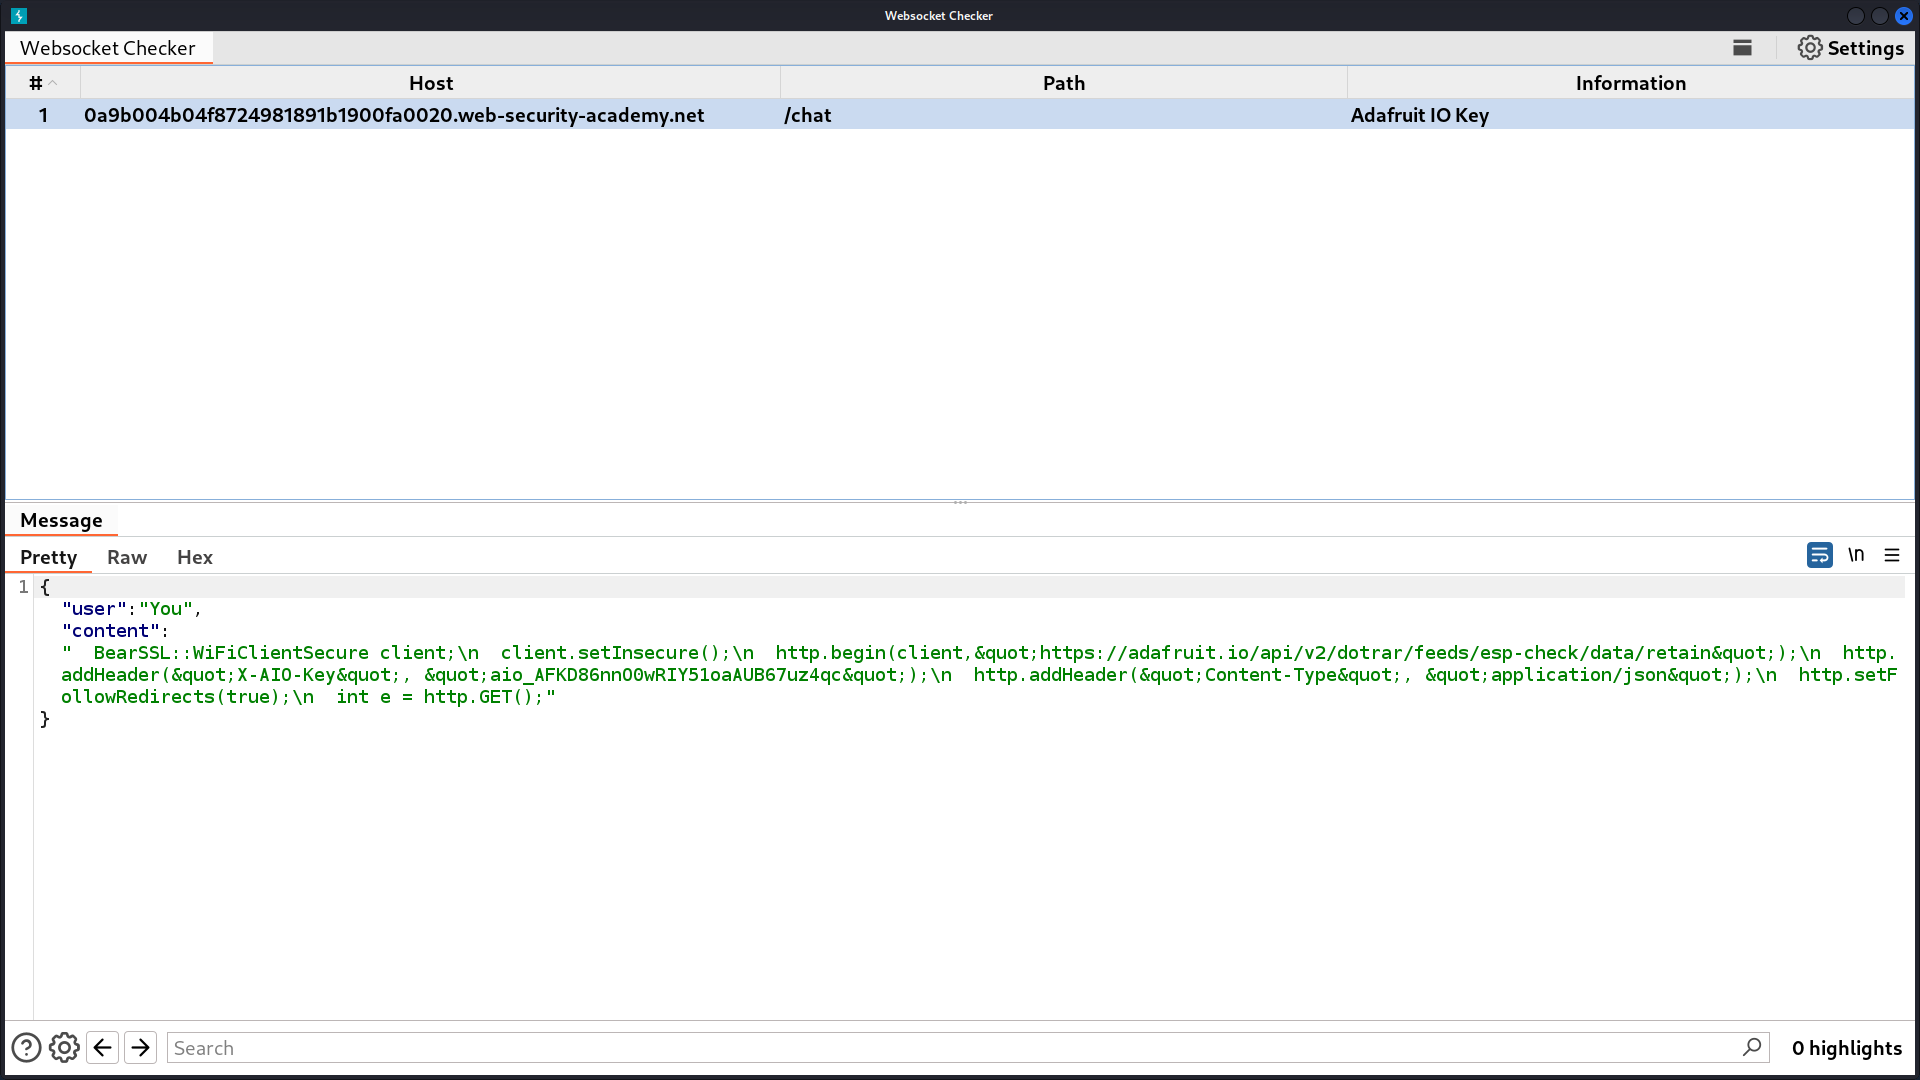 Websocket Checker
Websocket Checker
Settings
# Host Path Information
1 0a9b004b04f8724981891b1900fa0020.web-security-academy.net /chat Adafruit IO Key
Message
Pretty Raw Hex
\n
1 {
"user":"You",
"content":
"  BearSSL::WiFiClientSecure client;\n  client.setInsecure();\n  http.begin(client,&quot;https://adafruit.io/api/v2/dotrar/feeds/esp-check/data/retain&quot;);\n  http.
addHeader(&quot;X-AIO-Key&quot;, &quot;aio_AFKD86nnO0wRIY51oaAUB67uz4qc&quot;);\n  http.addHeader(&quot;Content-Type&quot;, &quot;application/json&quot;);\n  http.setF
ollowRedirects(true);\n  int e = http.GET();"
}
Search
0 highlights